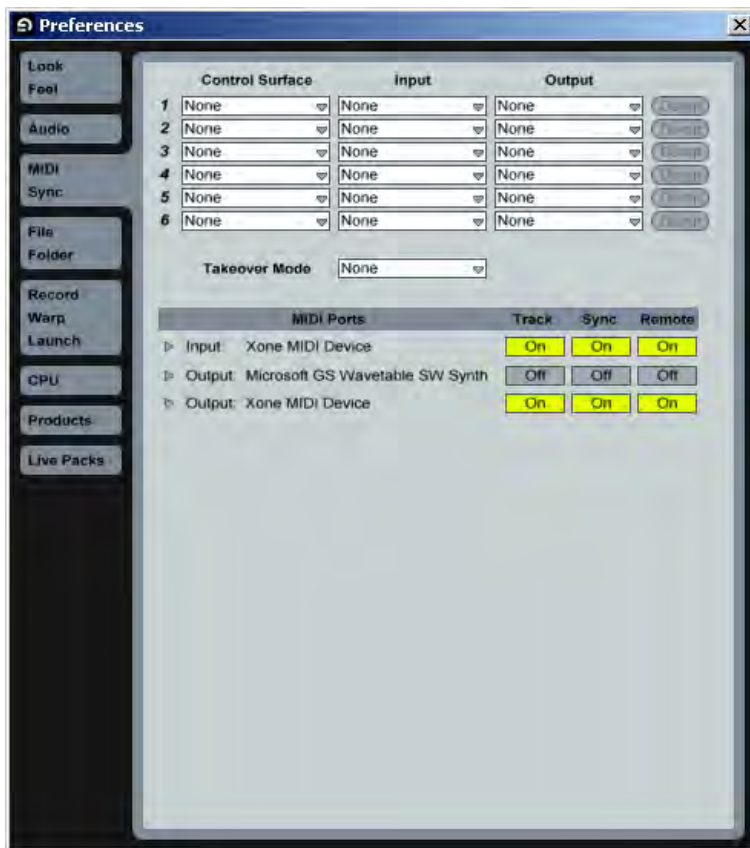 Preferences
Look
Feel
Audio
MIDI
Sync
File
Folder
Record
Warp
Launch
CPU
Products
Live Packs
Control Surface Input Output
1 None None None
2 None None None
3 None None None
4 None None None
5 None None None
6 None None None
Takeover Mode None
MIDI Ports Track Sync Remote
Input: Xone MIDI Device On On On
Output: Microsoft GS Wavetable SW Synth Off Off Off
Output: Xone MIDI Device On On On